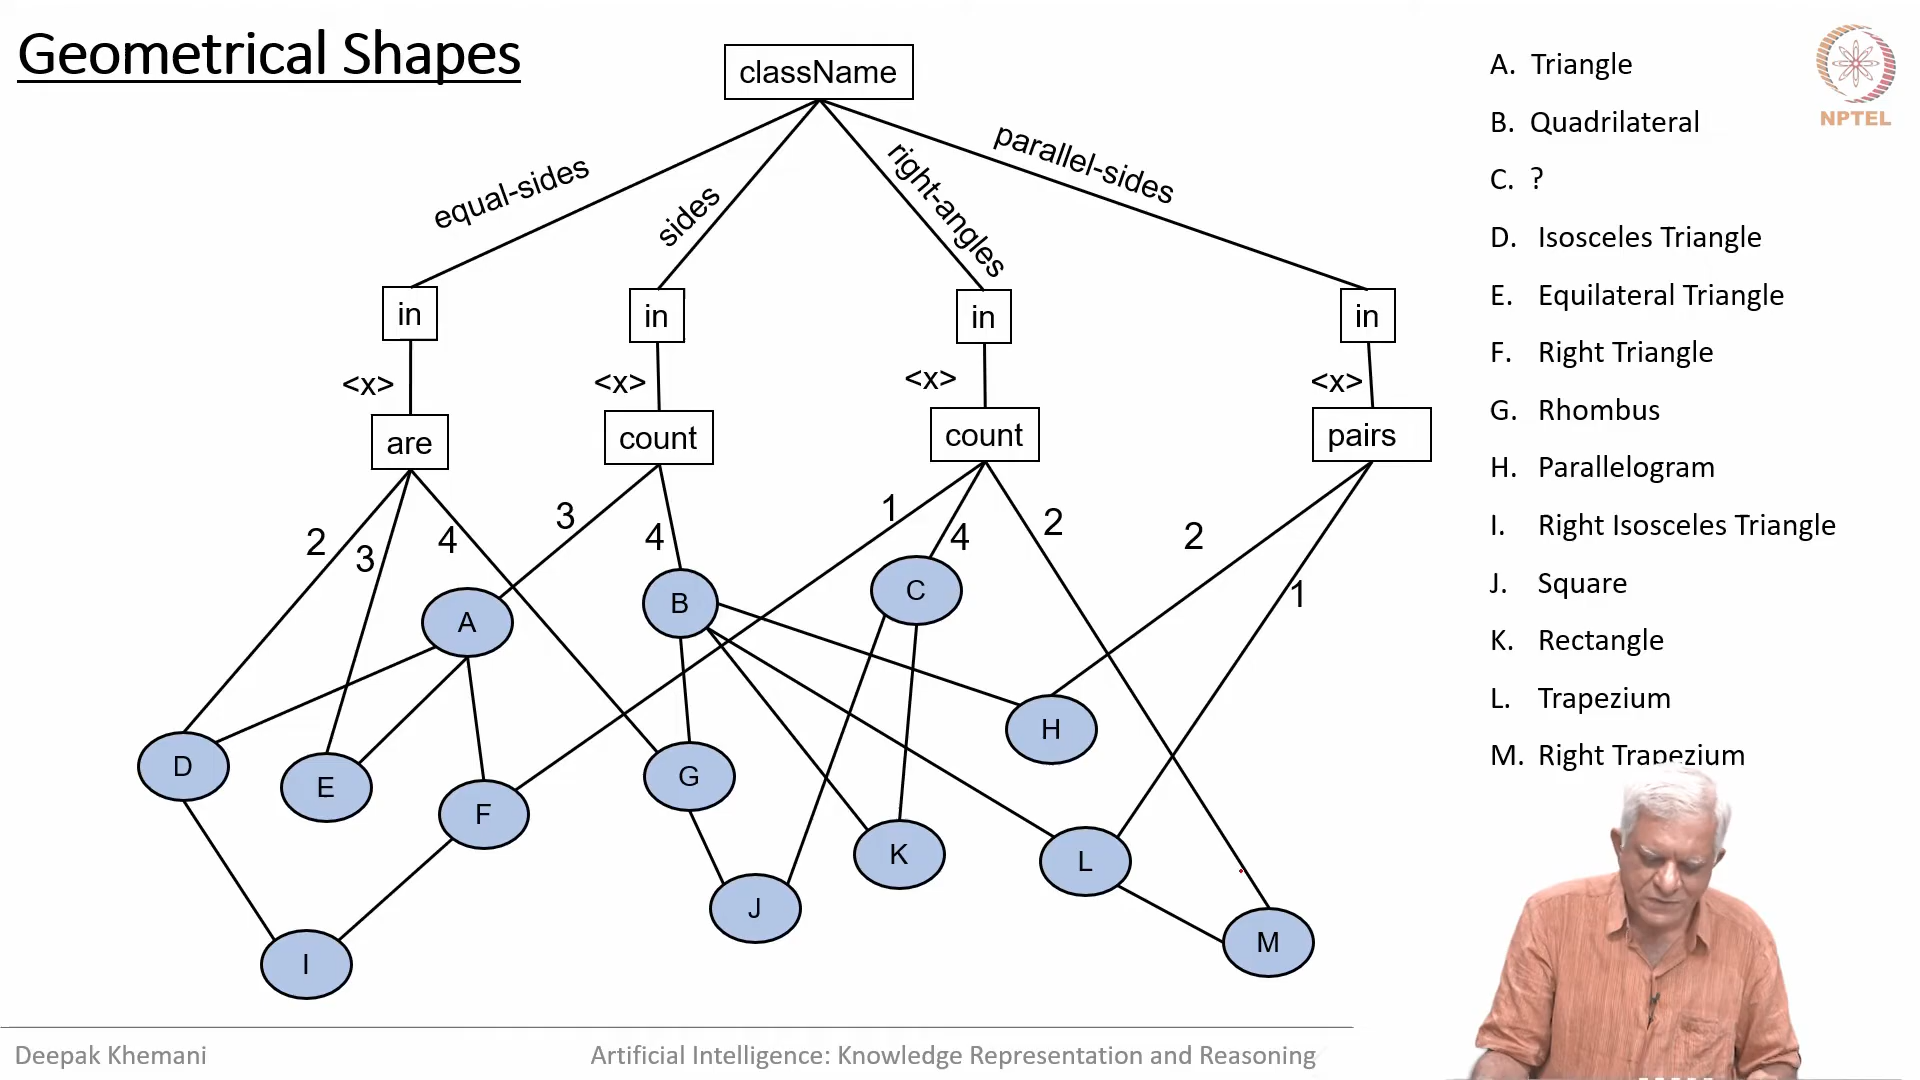 Geometrical Shapes
className
equal-sides
sides
right-angles
parallel-sides
in
in
in
in
<x>
<x>
<x>
<x>
are
count
count
pairs
2
3
4
3
4
1
4
2
2
1
A
B
C
D
E
F
G
H
I
J
K
L
M
A. Triangle
B. Quadrilateral
C. ?
D. Isosceles Triangle
E. Equilateral Triangle
F. Right Triangle
G. Rhombus
H. Parallelogram
I. Right Isosceles Triangle
J. Square
K. Rectangle
L. Trapezium
M. Right Trapezium
NPTEL
Deepak Khemani
Artificial Intelligence: Knowledge Representation and Reasoning